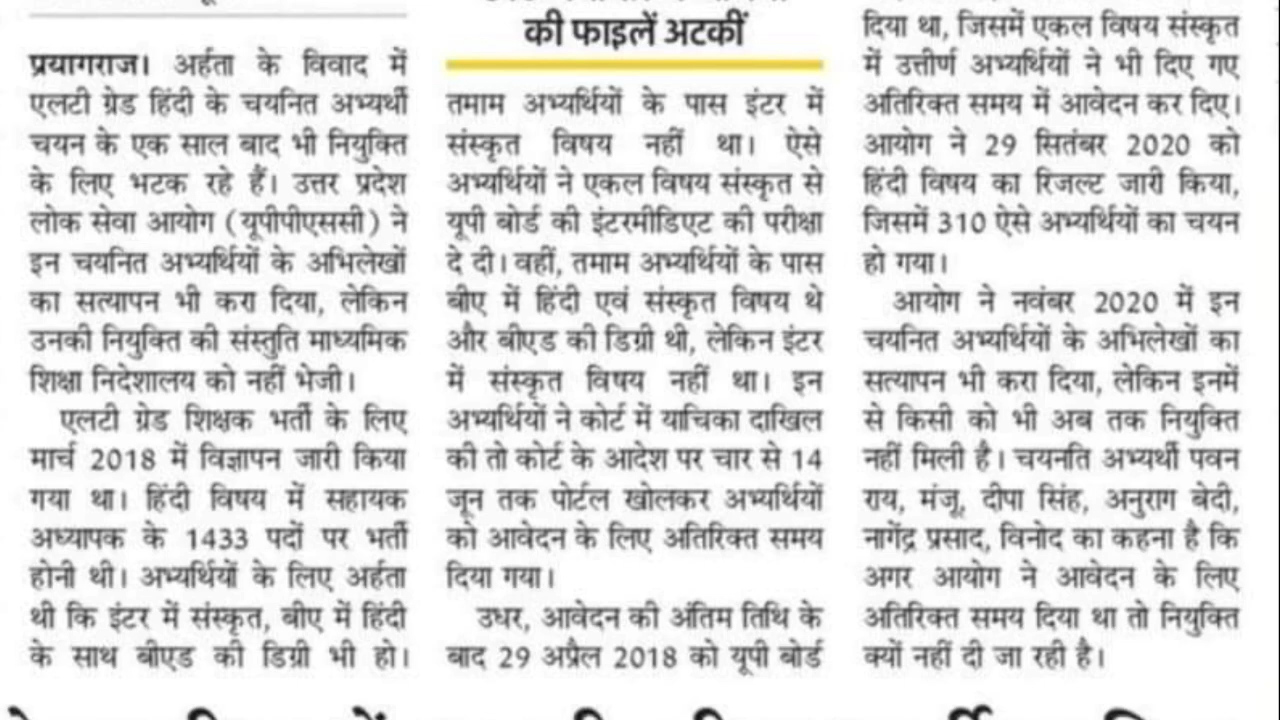 प्रयागराज। अर्हता के विवाद में
एलटी ग्रेड हिंदी के चयनित अभ्यर्थी
चयन के एक साल बाद भी नियुक्ति
के लिए भटक रहे हैं। उत्तर प्रदेश
लोक सेवा आयोग (यूपीपीएससी) ने
इन चयनित अभ्यर्थियों के अभिलेखों
का सत्यापन भी करा दिया, लेकिन
उनकी नियुक्ति की संस्तुति माध्यमिक
शिक्षा निदेशालय को नहीं भेजी।
एलटी ग्रेड शिक्षक भर्ती के लिए
मार्च 2018 में विज्ञापन जारी किया
गया था। हिंदी विषय में सहायक
अध्यापक के 1433 पदों पर भर्ती
होनी थी। अभ्यर्थियों के लिए अर्हता
थी कि इंटर में संस्कृत, बीए में हिंदी
के साथ बीएड की डिग्री भी हो।
की फाइलें अटकीं
तमाम अभ्यर्थियों के पास इंटर में
संस्कृत विषय नहीं था। ऐसे
अभ्यर्थियों ने एकल विषय संस्कृत से
यूपी बोर्ड की इंटरमीडिएट की परीक्षा
दे दी। वहीं, तमाम अभ्यर्थियों के पास
बीए में हिंदी एवं संस्कृत विषय थे
और बीएड की डिग्री थी, लेकिन इंटर
में संस्कृत विषय नहीं था। इन
अभ्यर्थियों ने कोर्ट में याचिका दाखिल
की तो कोर्ट के आदेश पर चार से 14
जून तक पोर्टल खोलकर अभ्यर्थियों
को आवेदन के लिए अतिरिक्त समय
दिया गया।
उधर, आवेदन की अंतिम तिथि के
बाद 29 अप्रैल 2018 को यूपी बोर्ड
दिया था, जिसमें एकल विषय संस्कृत
में उत्तीर्ण अभ्यर्थियों ने भी दिए गए
अतिरिक्त समय में आवेदन कर दिए।
आयोग ने 29 सितंबर 2020 को
हिंदी विषय का रिजल्ट जारी किया,
जिसमें 310 ऐसे अभ्यर्थियों का चयन
हो गया।
आयोग ने नवंबर 2020 में इन
चयनित अभ्यर्थियों के अभिलेखों का
सत्यापन भी करा दिया, लेकिन इनमें
से किसी को भी अब तक नियुक्ति
नहीं मिली है। चयनति अभ्यर्थी पवन
राय, मंजू, दीपा सिंह, अनुराग बेदी,
नागेंद्र प्रसाद, विनोद का कहना है कि
अगर आयोग ने आवेदन के लिए
अतिरिक्त समय दिया था तो नियुक्ति
क्यों नहीं दी जा रही है।